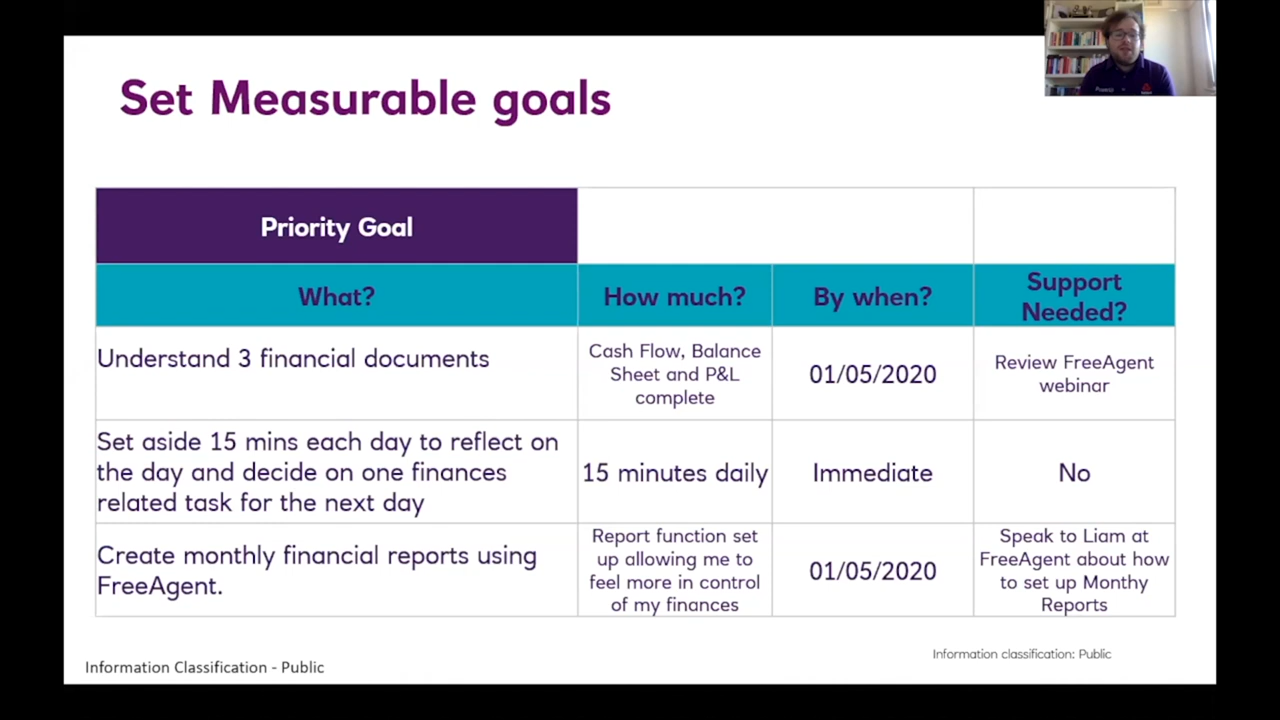 Set Measurable goals
Priority Goal
What?
How much?
By when?
Support
Needed?
Understand 3 financial documents
Cash Flow, Balance
Sheet and P&L
complete
01/05/2020
Review FreeAgent
webinar
Set aside 15 mins each day to reflect on
the day and decide on one finances
related task for the next day
15 minutes daily
Immediate
No
Create monthly financial reports using
FreeAgent.
Report function set
up allowing me to
feel more in control
of my finances
01/05/2020
Speak to Liam at
FreeAgent about how
to set up Monthy
Reports
Information classification: Public
Information Classification - Public